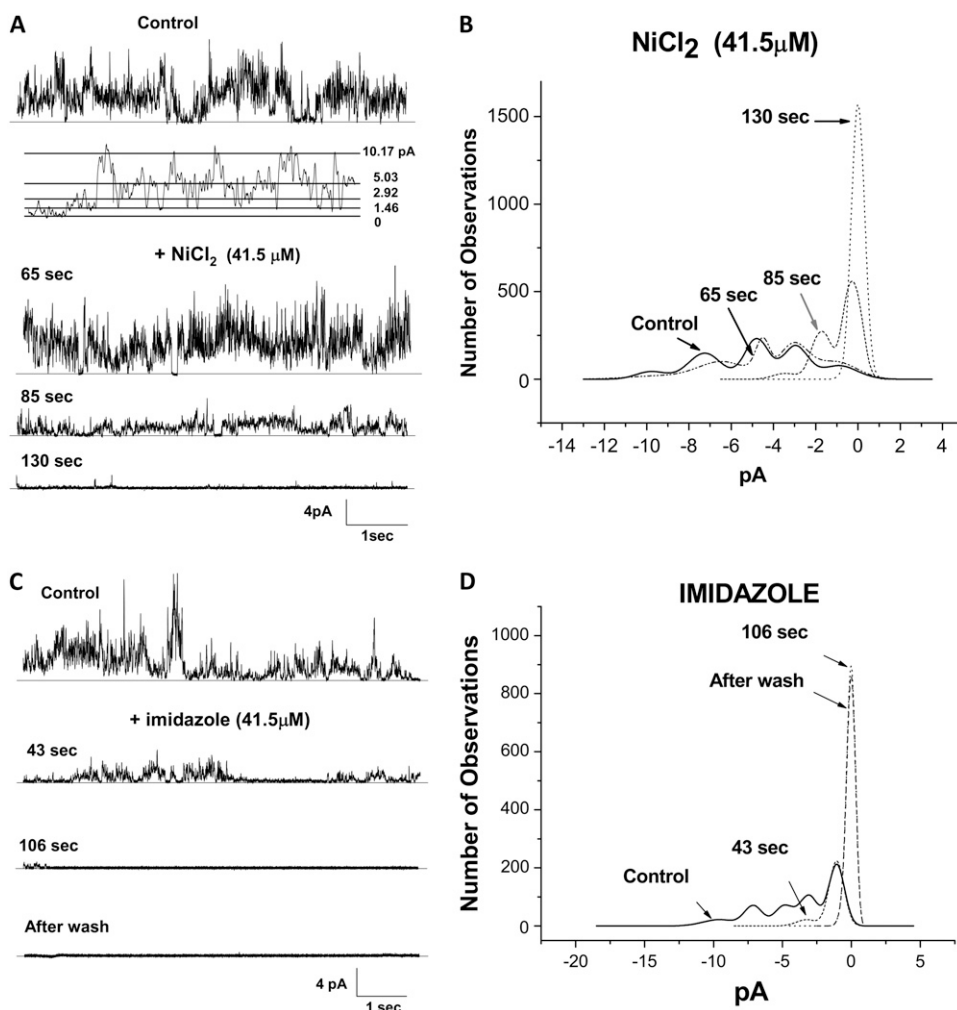 A
Control
10.17 pA
5.03
2.92
1.46
0
+ NiCl2 (41.5 μM)
65 sec
85 sec
130 sec
4pA
1sec
B
NiCl2 (41.5μM)
Number of Observations
1500
1000
500
0
130 sec
85 sec
65 sec
Control
-14 -12 -10 -8 -6 -4 -2 0 2 4
pA
C
Control
+ imidazole (41.5μM)
43 sec
106 sec
After wash
4 pA
1 sec
D
IMIDAZOLE
Number of Observations
1000
800
600
400
200
0
106 sec
After wash
43 sec
Control
-20 -15 -10 -5 0 5
pA